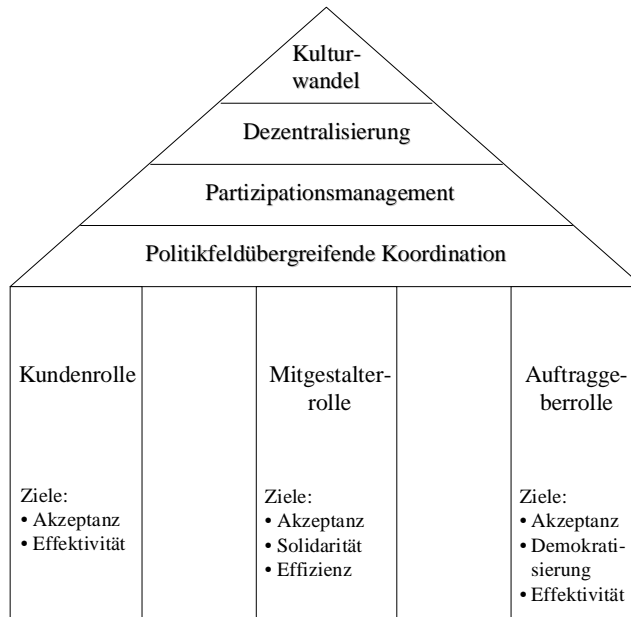 Kultur-
wandel
Dezentralisierung
Partizipationsmanagement
Politikfeldübergreifende Koordination
Kundenrolle
Ziele:
• Akzeptanz
• Effektivität
Mitgestalter-
rolle
Ziele:
• Akzeptanz
• Solidarität
• Effizienz
Auftragge-
berrolle
Ziele:
• Akzeptanz
• Demokrati-
sierung
• Effektivität